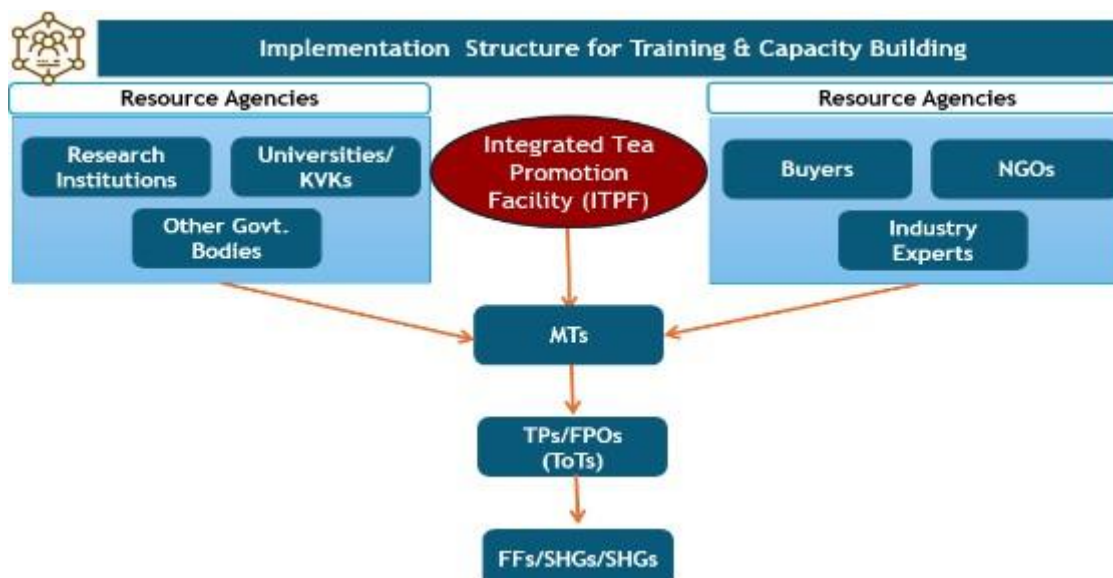 Implementation Structure for Training & Capacity Building
Resource Agencies
Research
Institutions
Universities/
KVKs
Other Govt.
Bodies
Integrated Tea
Promotion
Facility (ITPF)
Resource Agencies
Buyers
NGOs
Industry
Experts
MTs
TPs/FPOs
(ToTs)
FFs/SHGs/SHGs